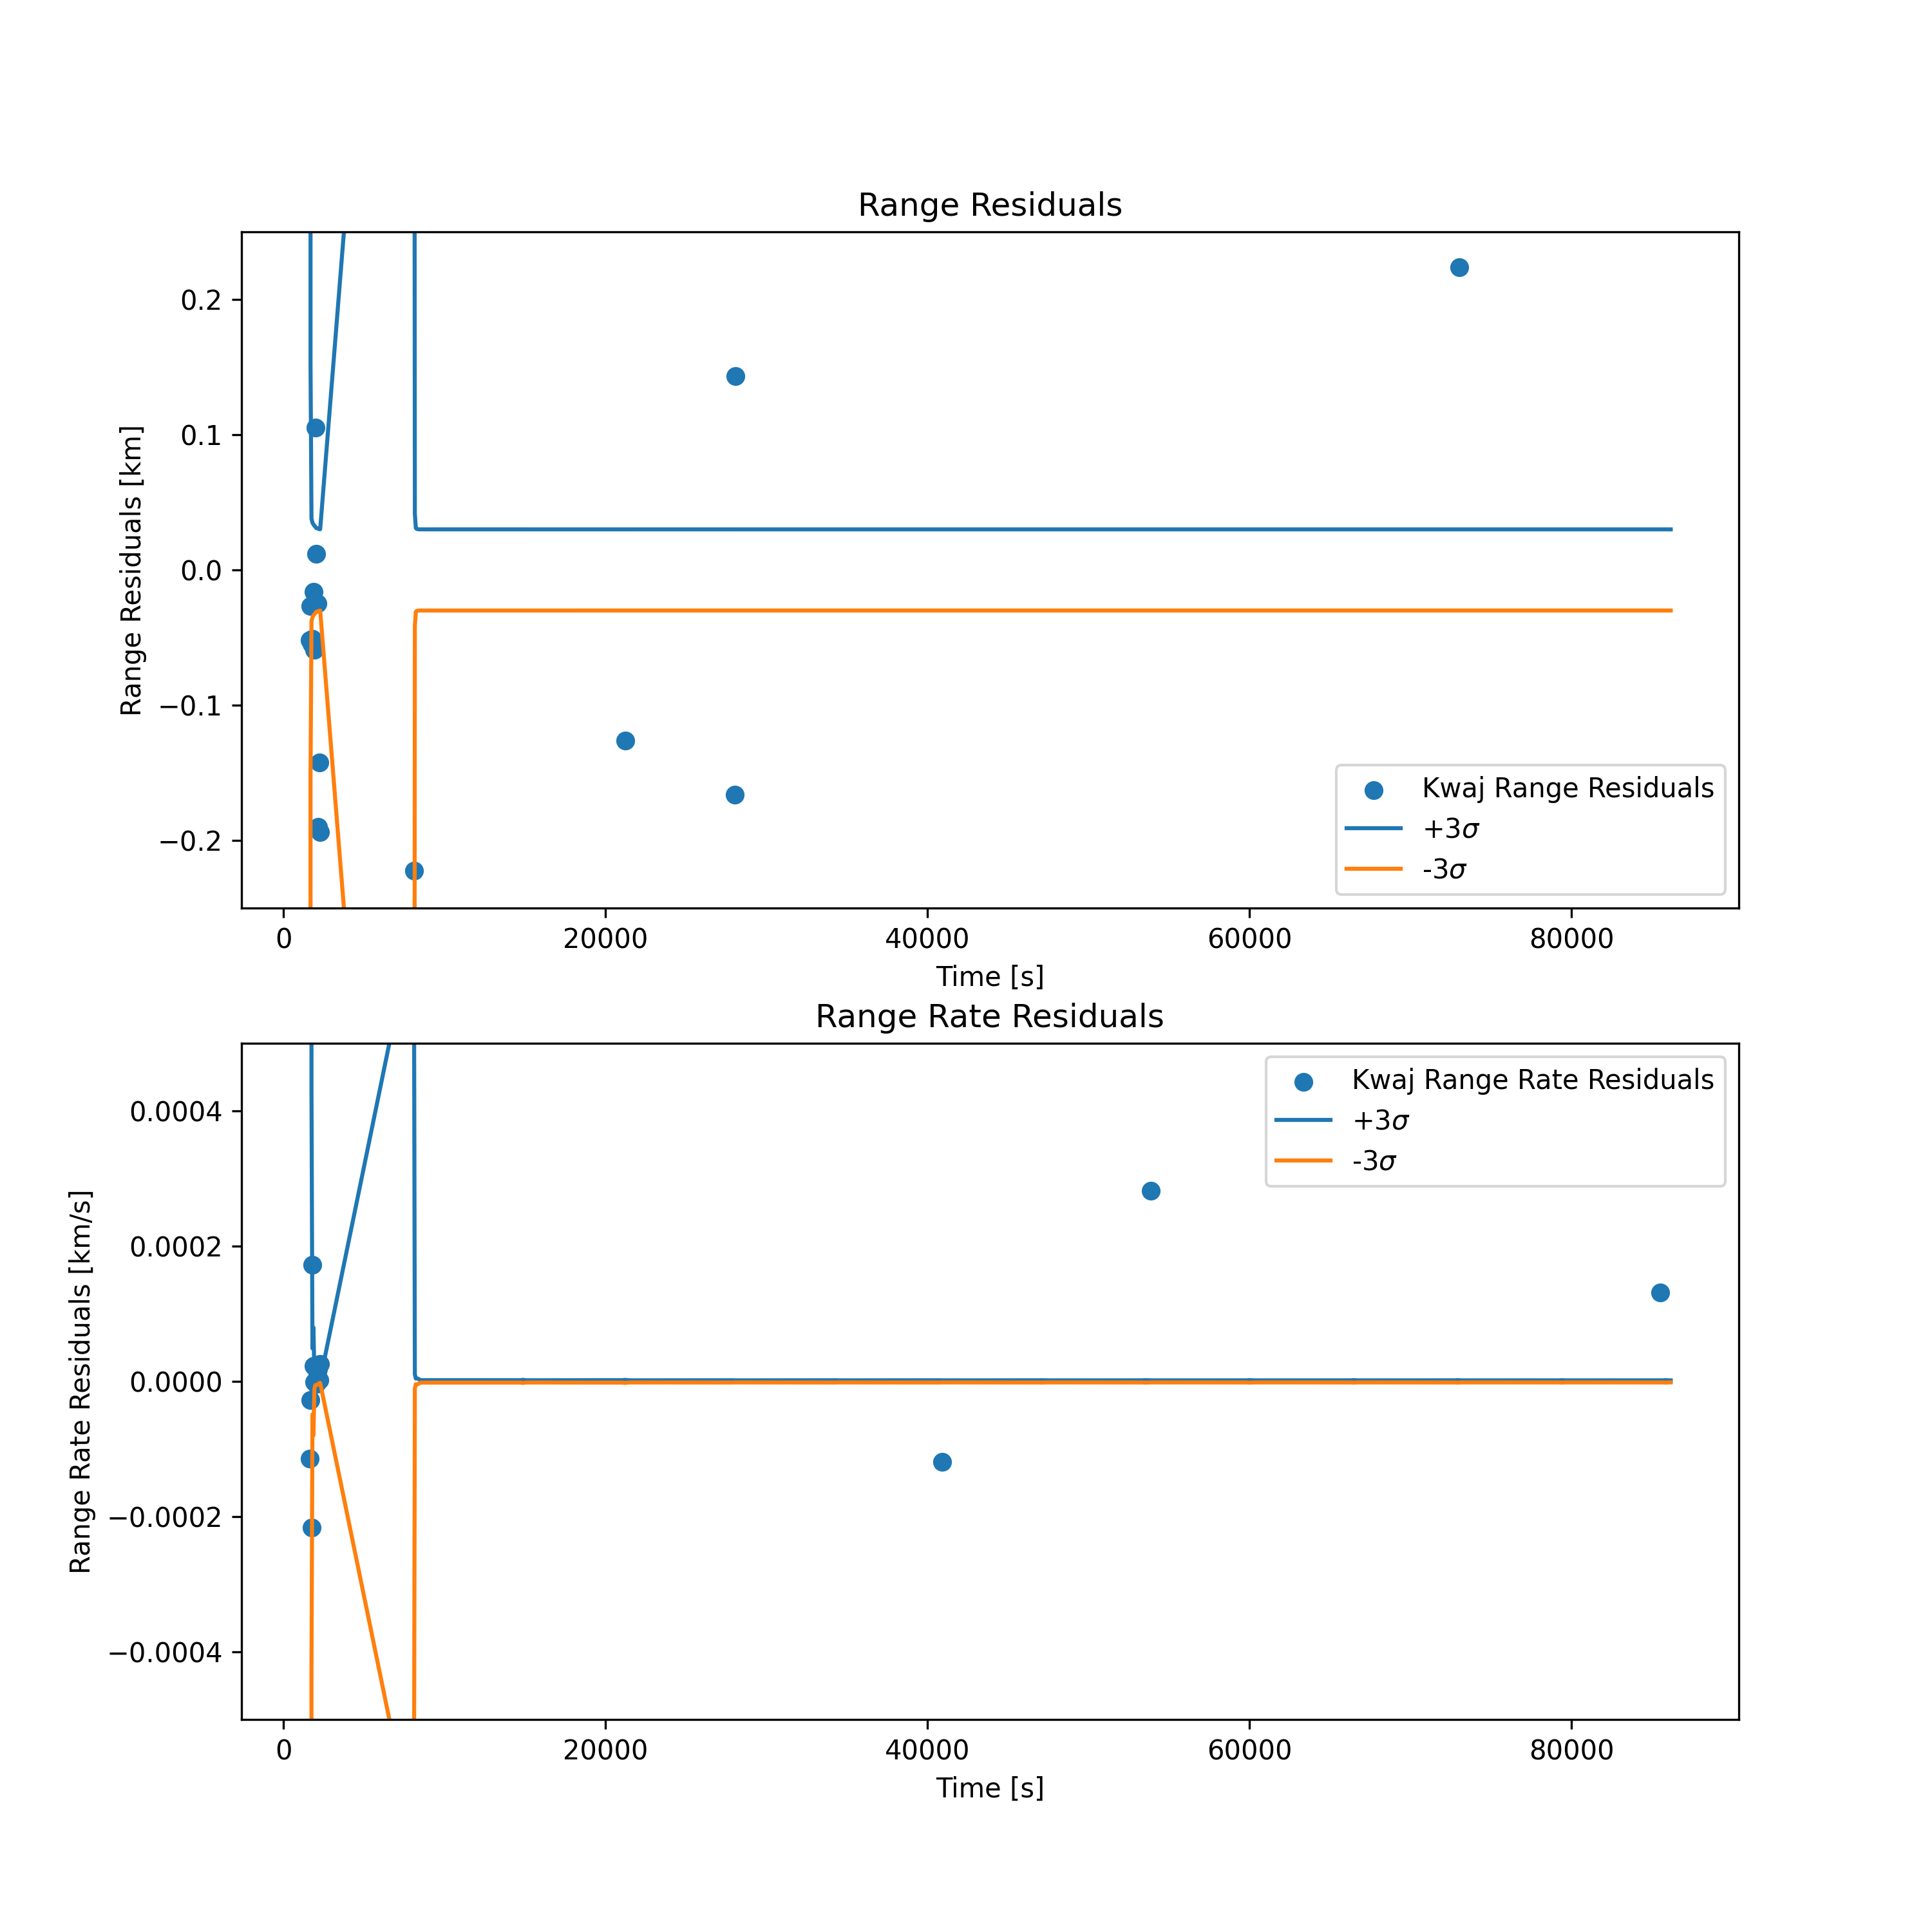 Range Residuals
0.2
0.1
0.0
−0.1
−0.2
Range Residuals [km]
Kwaj Range Residuals
+3σ
-3σ
0 20000 40000 60000 80000
Time [s]
Range Rate Residuals
0.0004
0.0002
0.0000
−0.0002
−0.0004
Range Rate Residuals [km/s]
Kwaj Range Rate Residuals
+3σ
-3σ
0 20000 40000 60000 80000
Time [s]